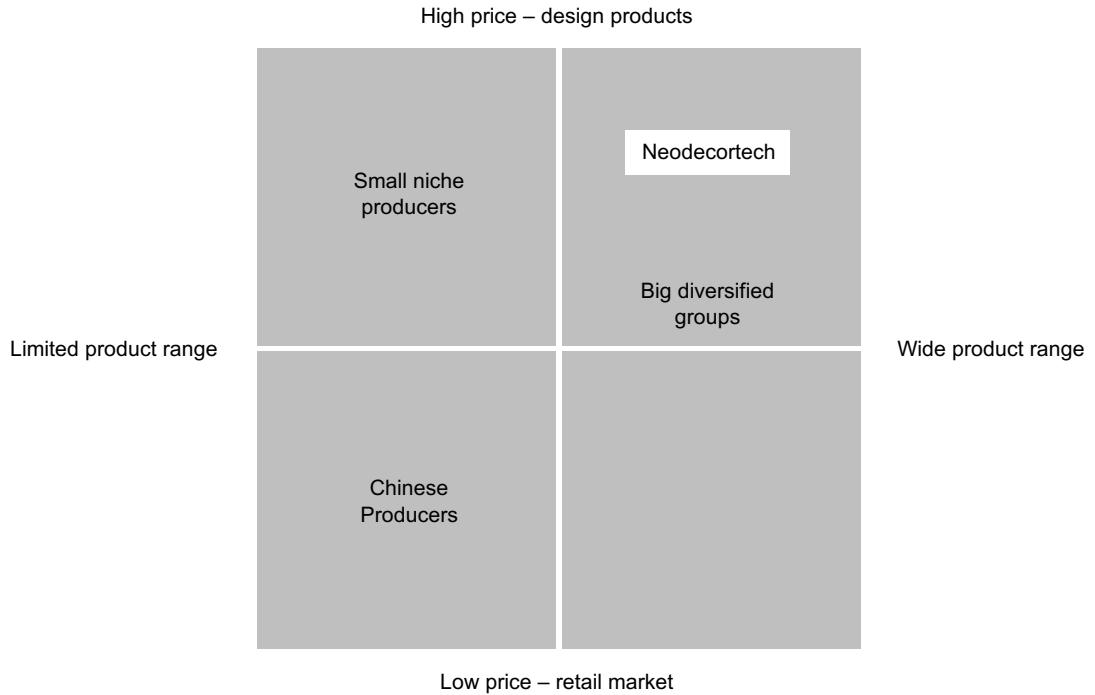 High price – design products
Neodecortech
Small niche
producers
Big diversified
groups
Limited product range
Wide product range
Chinese
Producers
Low price – retail market